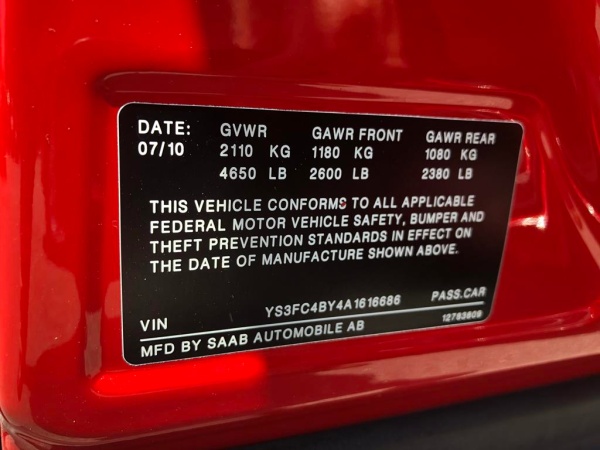 DATE: GVWR GAWR FRONT GAWR REAR
07/10 2110 KG 1180 KG 1080 KG
4650 LB 2600 LB 2380 LB
THIS VEHICLE CONFORMS TO ALL APPLICABLE
FEDERAL MOTOR VEHICLE SAFETY, BUMPER AND
THEFT PREVENTION STANDARDS IN EFFECT ON
THE DATE OF MANUFACTURE SHOWN ABOVE.
VIN YS3FC4BY4A1616686 PASS.CAR
MFD BY SAAB AUTOMOBILE AB 12783809